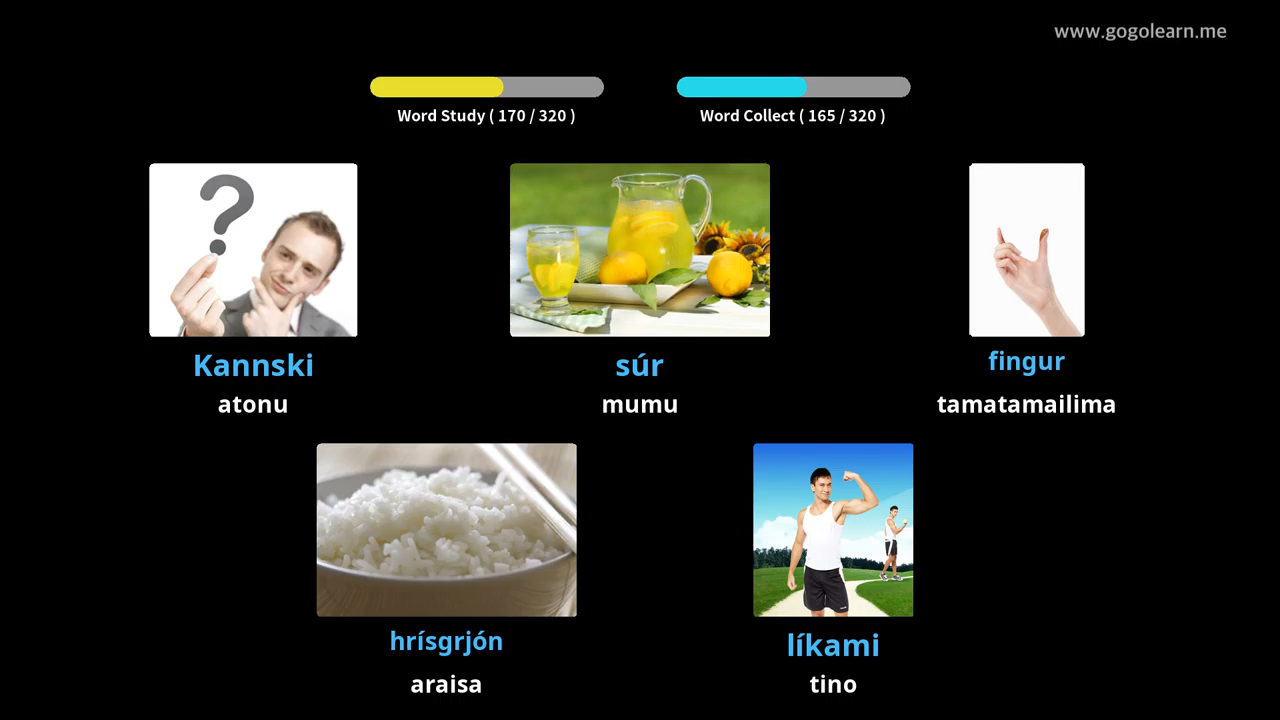 www.gogolearn.me
Word Study ( 170 / 320 )
Word Collect ( 165 / 320 )
Kannski
atonu
súr
mumu
fingur
tamatamailima
hrísgrjón
araisa
líkami
tino